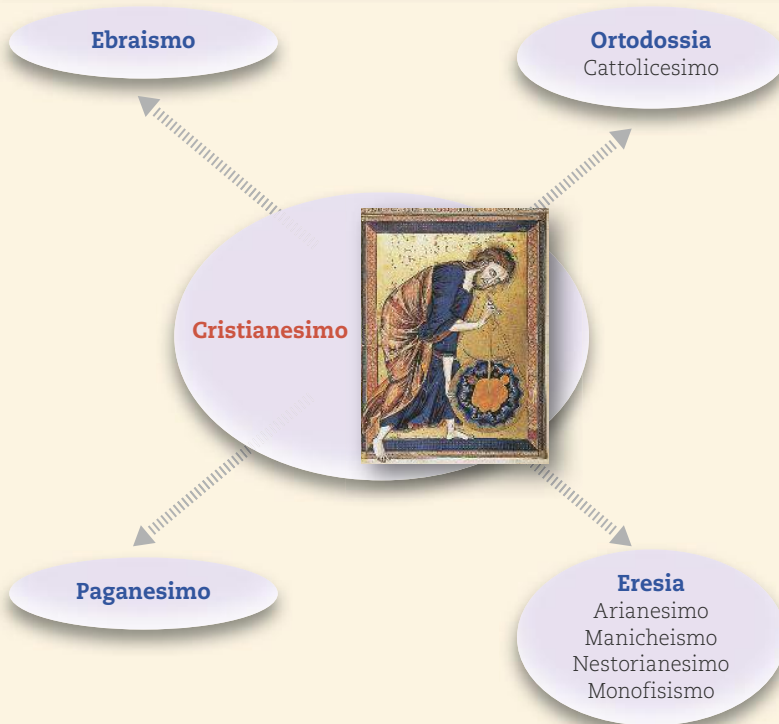 Ebraismo
Ortodossia
Cattolicesimo
Cristianesimo
Paganesimo
Eresia
Arianesimo
Manicheismo
Nestorianesimo
Monofisismo